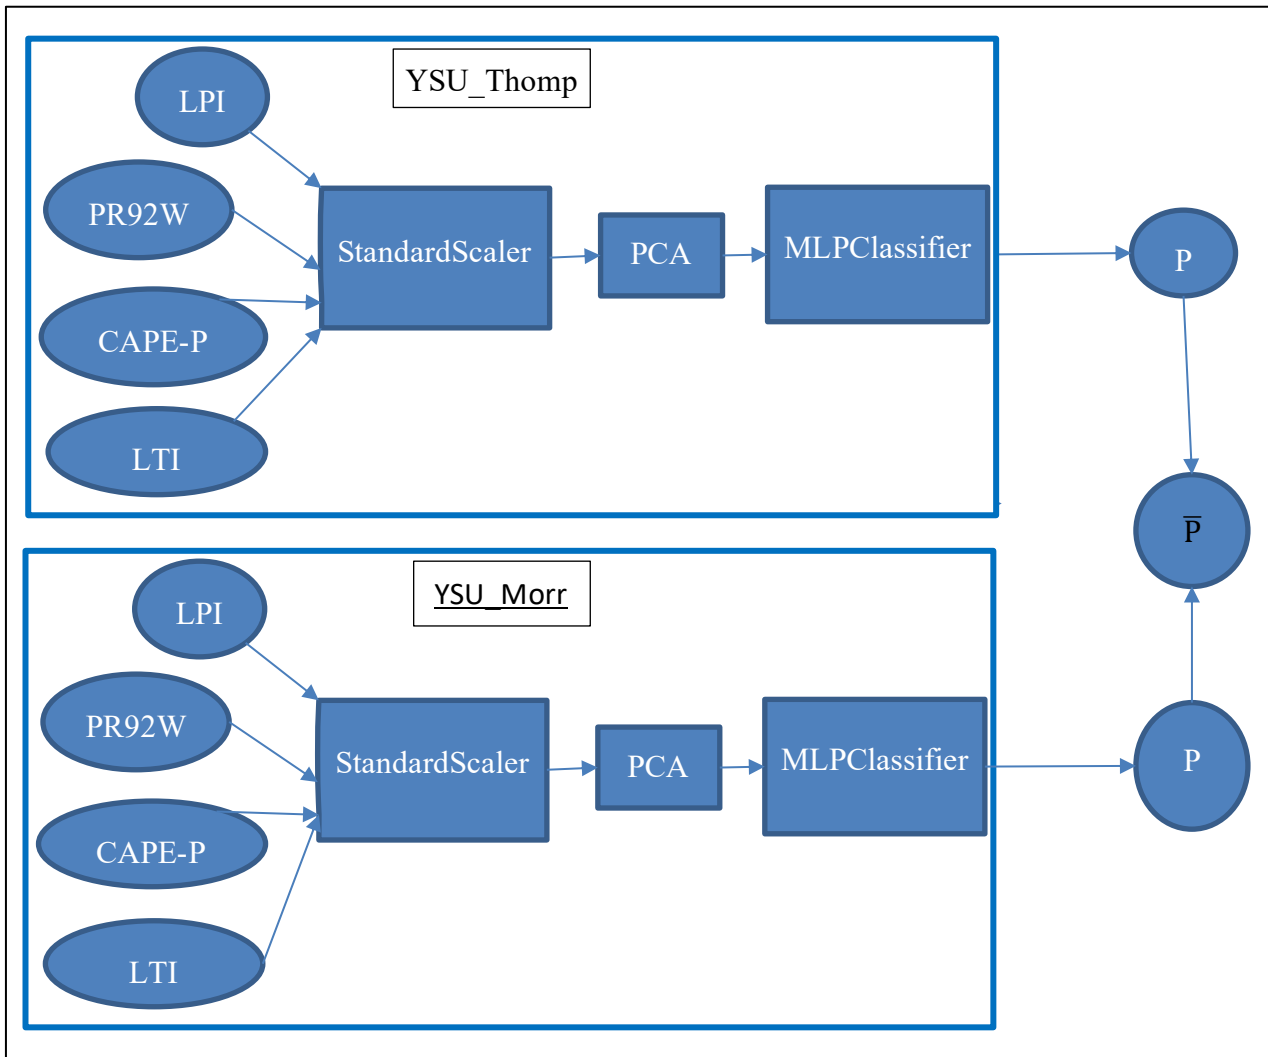 YSU_Thomp
LPI
PR92W
CAPE-P
LTI
StandardScaler
PCA
MLPClassifier
P
P̅
YSU_Morr
LPI
PR92W
CAPE-P
LTI
StandardScaler
PCA
MLPClassifier
P